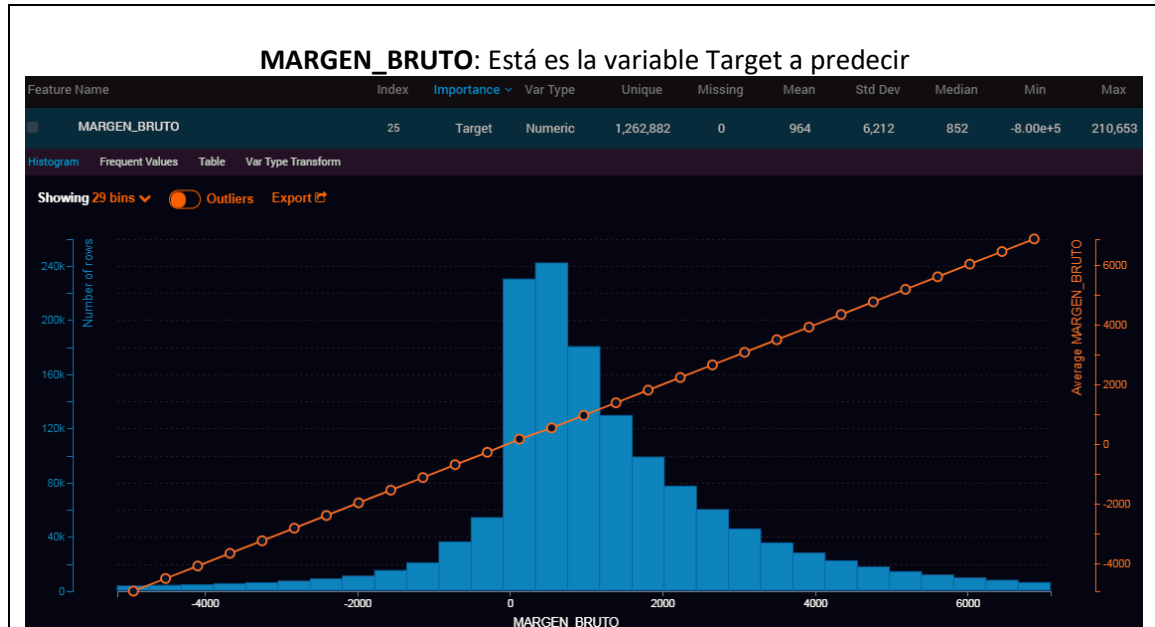 MARGEN_BRUTO: Está es la variable Target a predecir
Feature Name Index Importance Var Type Unique Missing Mean Std Dev Median Min Max
MARGEN_BRUTO 25 Target Numeric 1,262,882 0 964 6,212 852 -8.00e+5 210,653
Histogram Frequent Values Table Var Type Transform
Showing 29 bins Outliers Export
Number of rows
240k
200k
160k
120k
80k
40k
0
Average MARGEN_BRUTO
6000
4000
2000
0
-2000
-4000
-4000 -2000 0 2000 4000 6000
MARGEN_BRUTO